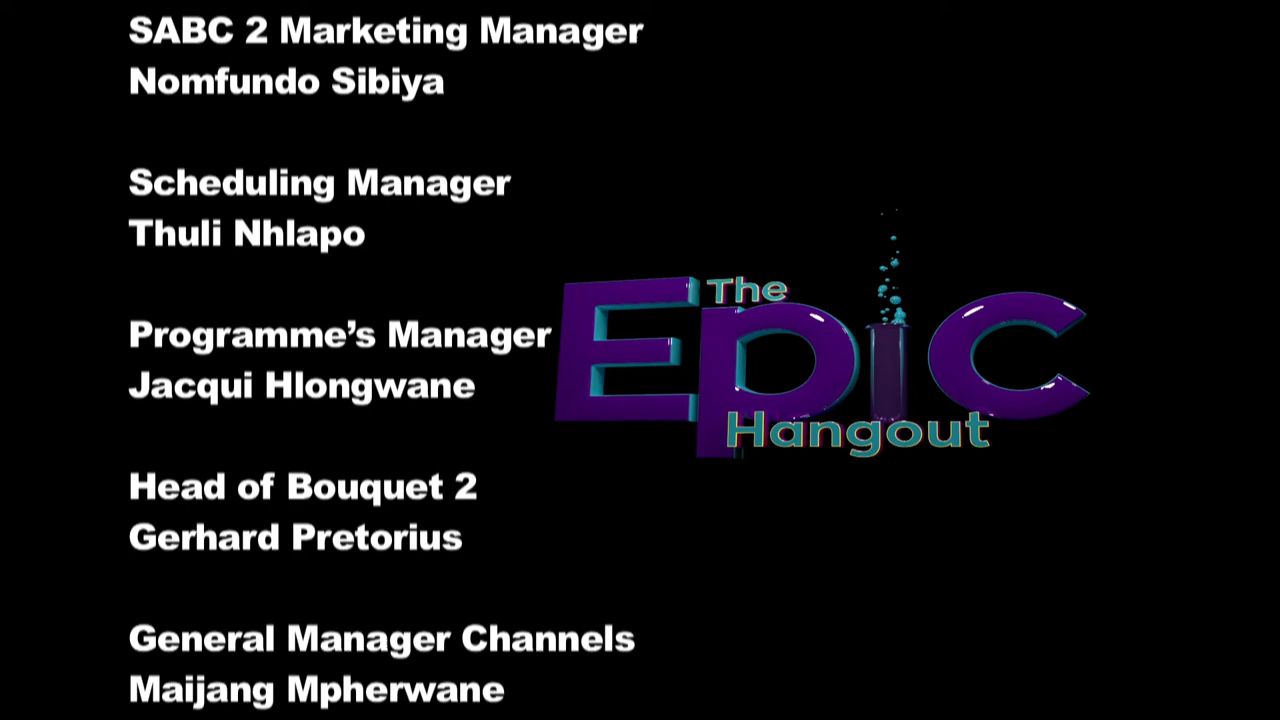 SABC 2 Marketing Manager
Nomfundo Sibiya
Scheduling Manager
Thuli Nhlapo
Programme’s Manager
Jacqui Hlongwane
Head of Bouquet 2
Gerhard Pretorius
General Manager Channels
Maijang Mpherwane
The
Epic
Hangout